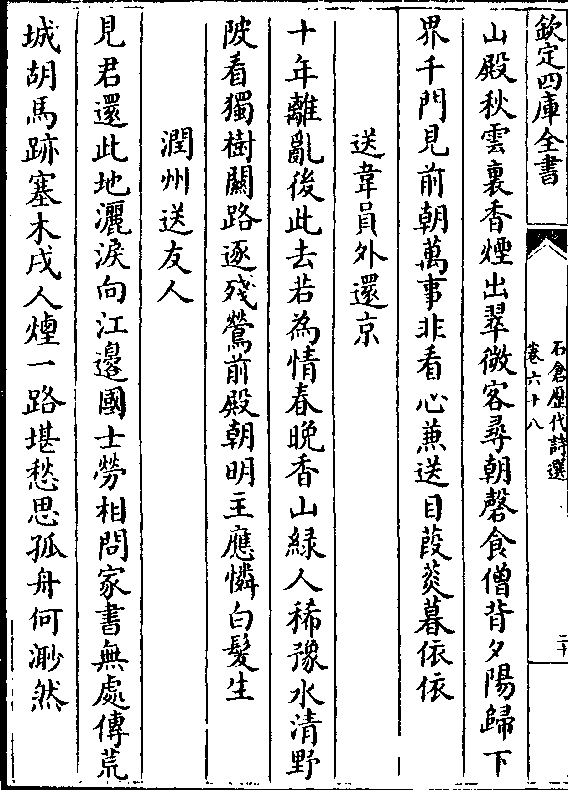 欽定四庫全書
石倉歷代詩選
卷六十八
二十
山殿秋雲裏香煙出翠微客尋朝磬食僧背夕陽歸下
界千門見前朝萬事非看心兼送目葭菼暮依依
送韋員外還京
十年離亂後此去若為情春晚香山緑人稀豫水清野
陂看獨樹關路逐殘鶯前殿朝明主應憐白髮生
潤州送友人
見君還此地灑淚向江邊國士勞相問家書無處傳荒
城胡馬跡塞木戍人煙一路堪愁思孤舟何渺然